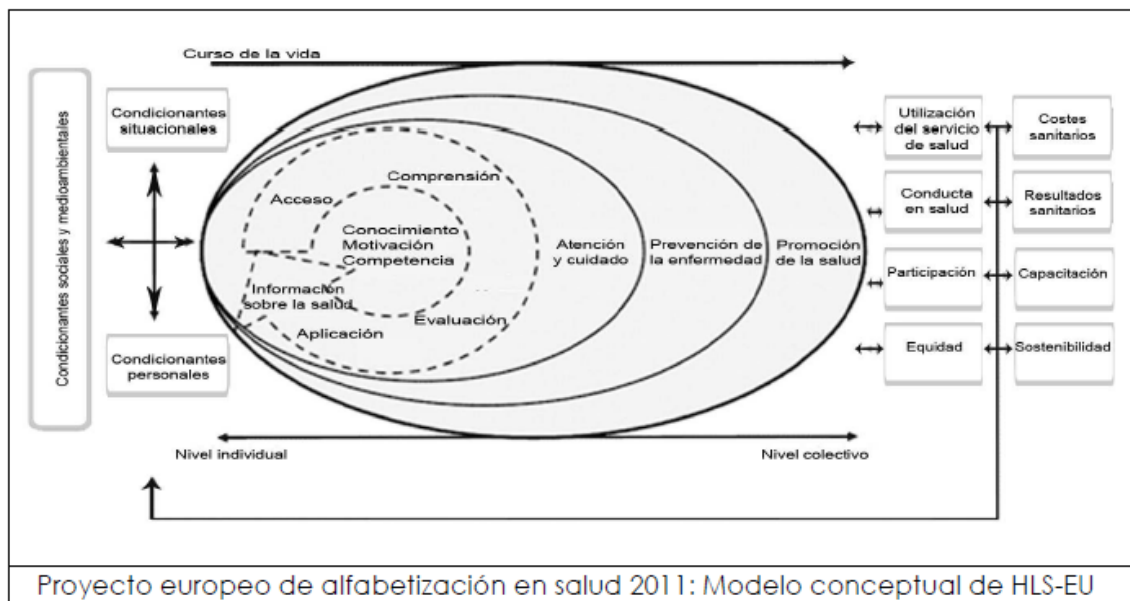 Curso de la vida
Condicionantes sociales y medioambientales
Condicionantes
situacionales
Condicionantes
personales
Acceso
Comprensión
Conocimiento
Motivación
Competencia
Información
sobre la salud
Aplicación
Evaluación
Atención
y cuidado
Prevención de
la enfermedad
Promoción
de la salud
Utilización
del servicio
de salud
Costes
sanitarios
Conducta
en salud
Resultados
sanitarios
Participación
Capacitación
Equidad
Sostenibilidad
Nivel individual
Nivel colectivo
Proyecto europeo de alfabetización en salud 2011: Modelo conceptual de HLS-EU